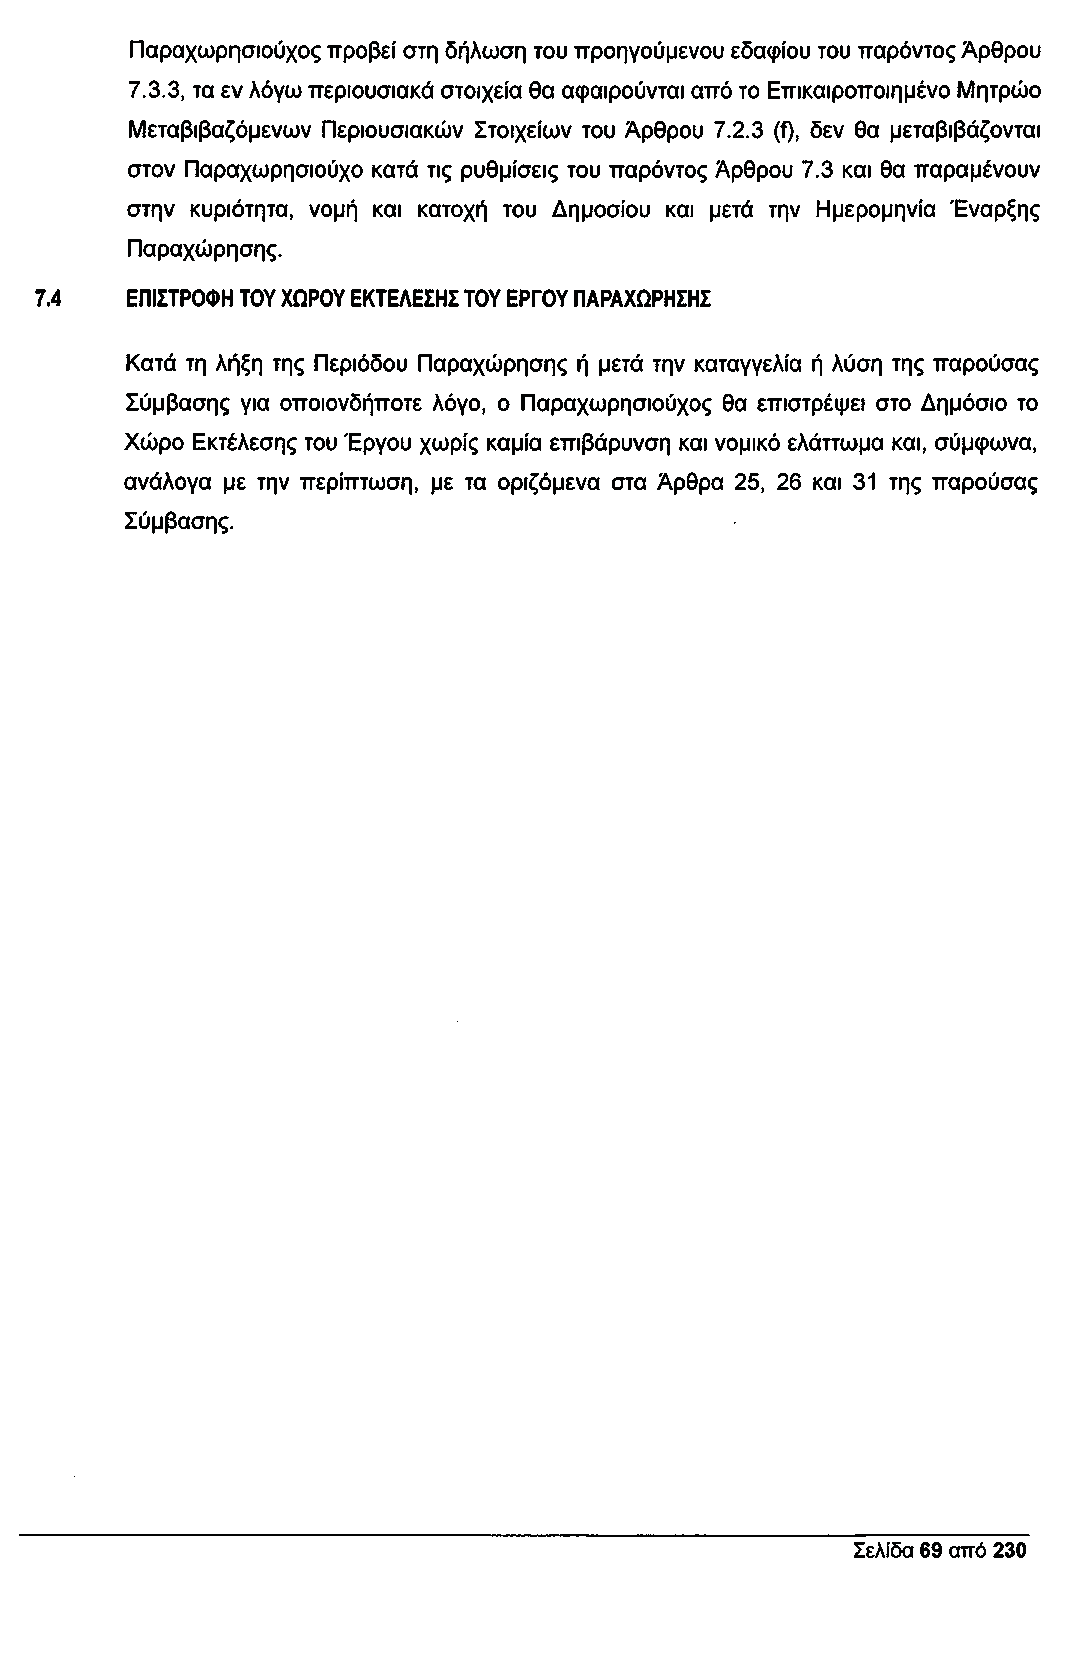 Παραχωρησιούχος προβεί στη δήλωση του προηγούμενου εδαφίου του παρόντος Άρθρου
7.3.3, τα εν λόγω περιουσιακά στοιχεία θα αφαιρούνται από το Επικαιροποιημένο Μητρώο
Μεταβιβαζόμενων Περιουσιακών Στοιχείων του Άρθρου 7.2.3 (f), δεν θα μεταβιβάζονται
στον Παραχωρησιούχο κατά τις ρυθμίσεις του παρόντος Άρθρου 7.3 και θα παραμένουν
στην κυριότητα, νομή και κατοχή του Δημοσίου και μετά την Ημερομηνία Έναρξης
Παραχώρησης.
7.4 ΕΠΙΣΤΡΟΦΗ ΤΟΥ ΧΩΡΟΥ ΕΚΤΕΛΕΣΗΣ ΤΟΥ ΕΡΓΟΥ ΠΑΡΑΧΩΡΗΣΗΣ
Κατά τη λήξη της Περιόδου Παραχώρησης ή μετά την καταγγελία ή λύση της παρούσας
Σύμβασης για οποιονδήποτε λόγο, ο Παραχωρησιούχος θα επιστρέψει στο Δημόσιο το
Χώρο Εκτέλεσης του Έργου χωρίς καμία επιβάρυνση και νομικό ελάττωμα και, σύμφωνα,
ανάλογα με την περίπτωση, με τα οριζόμενα στα Άρθρα 25, 26 και 31 της παρούσας
Σύμβασης.
Σελίδα 69 από 230